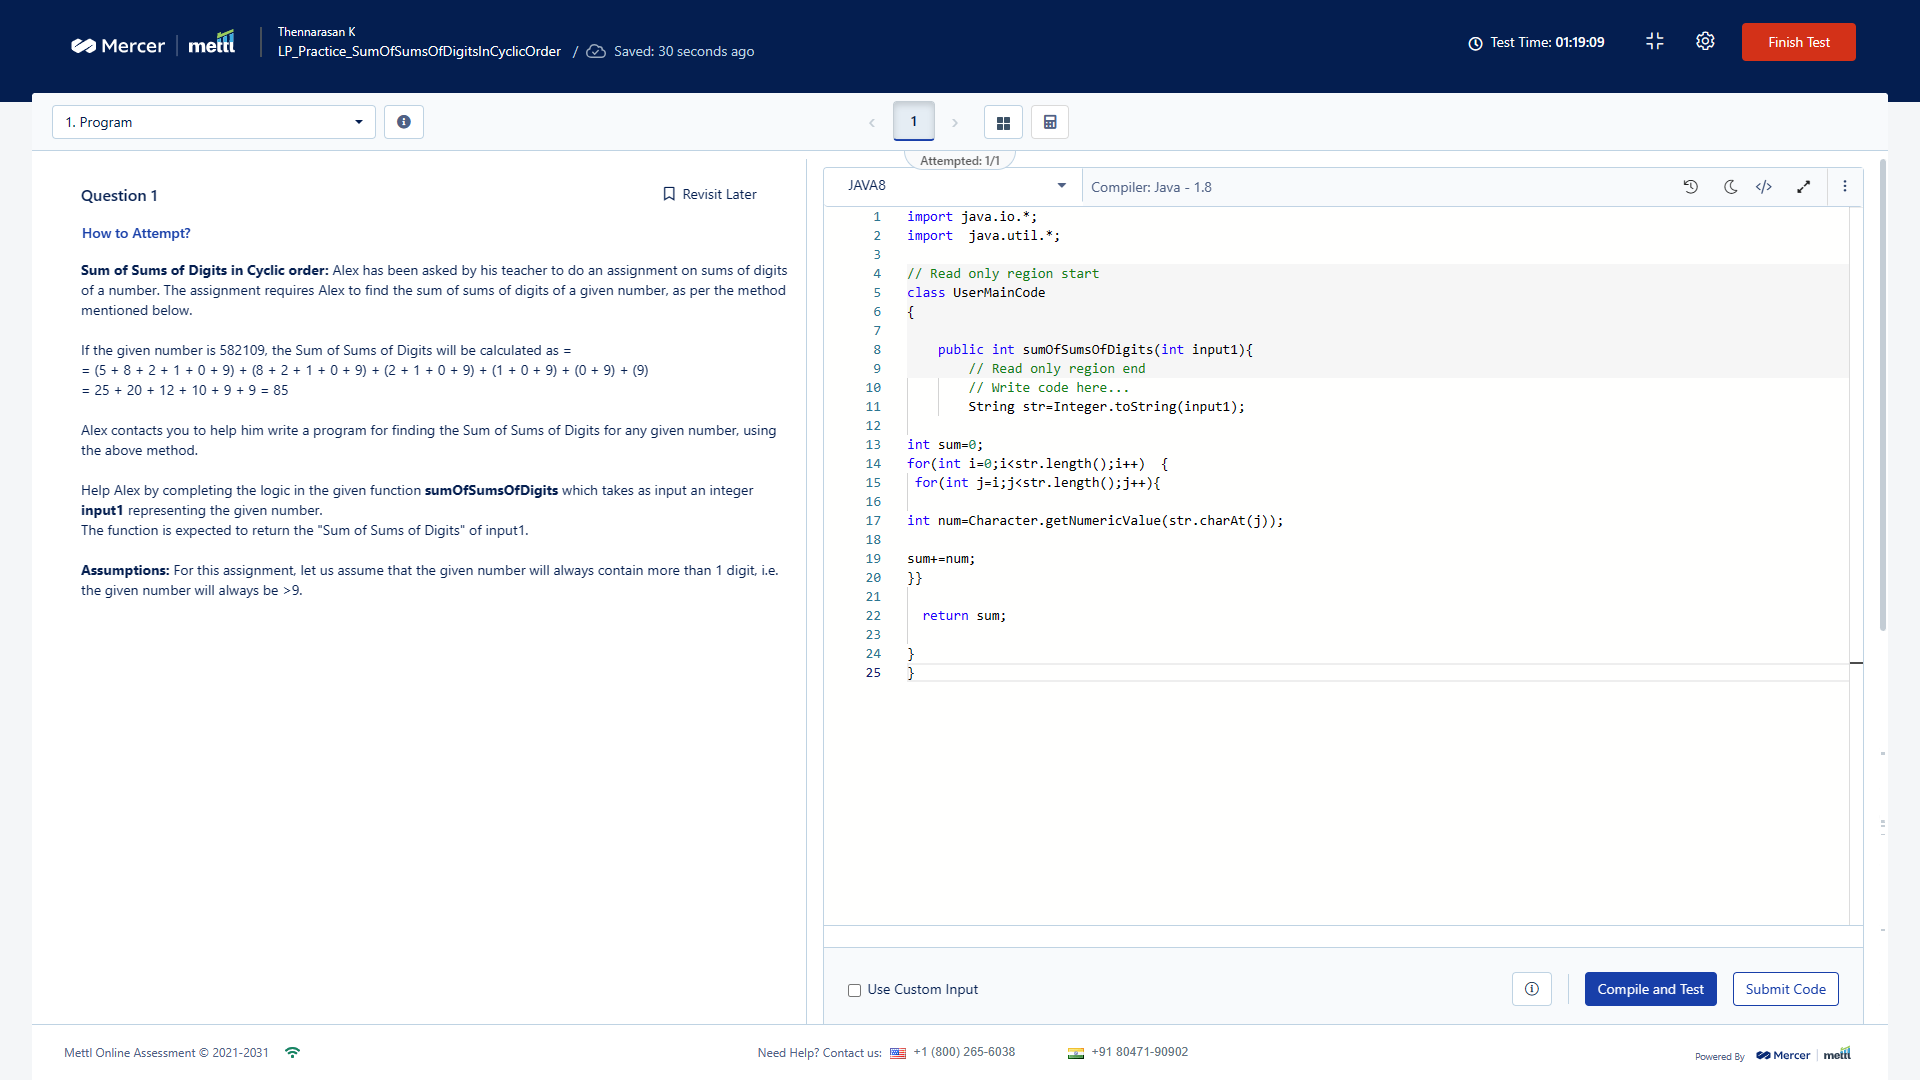 Mercer mettl
Thennarasan K
LP_Practice_SumOfSumsOfDigitsInCyclicOrder / Saved: 30 seconds ago
Test Time: 01:19:09
Finish Test
1. Program
1
Attempted: 1/1
Question 1
Revisit Later
How to Attempt?
Sum of Sums of Digits in Cyclic order: Alex has been asked by his teacher to do an assignment on sums of digits
of a number. The assignment requires Alex to find the sum of sums of digits of a given number, as per the method
mentioned below.
If the given number is 582109, the Sum of Sums of Digits will be calculated as =
= (5 + 8 + 2 + 1 + 0 + 9) + (8 + 2 + 1 + 0 + 9) + (2 + 1 + 0 + 9) + (1 + 0 + 9) + (0 + 9) + (9)
= 25 + 20 + 12 + 10 + 9 + 9 = 85
Alex contacts you to help him write a program for finding the Sum of Sums of Digits for any given number, using
the above method.
Help Alex by completing the logic in the given function sumOfSumsOfDigits which takes as input an integer
input1 representing the given number.
The function is expected to return the "Sum of Sums of Digits" of input1.
Assumptions: For this assignment, let us assume that the given number will always contain more than 1 digit, i.e.
the given number will always be >9.
JAVA8
Compiler: Java - 1.8
1 import java.io.*;
2 import  java.util.*;
3
4 // Read only region start
5 class UserMainCode
6 {
7
8     public int sumOfSumsOfDigits(int input1){
9         // Read only region end
10         // Write code here...
11         String str=Integer.toString(input1);
12
13 int sum=0;
14 for(int i=0;i<str.length();i++)  {
15  for(int j=i;j<str.length();j++){
16
17 int num=Character.getNumericValue(str.charAt(j));
18
19 sum+=num;
20 }}
21
22   return sum;
23
24 }
25 }
Use Custom Input
Compile and Test
Submit Code
Mettl Online Assessment © 2021-2031
Need Help? Contact us: +1 (800) 265-6038
+91 80471-90902
Powered By Mercer mettl